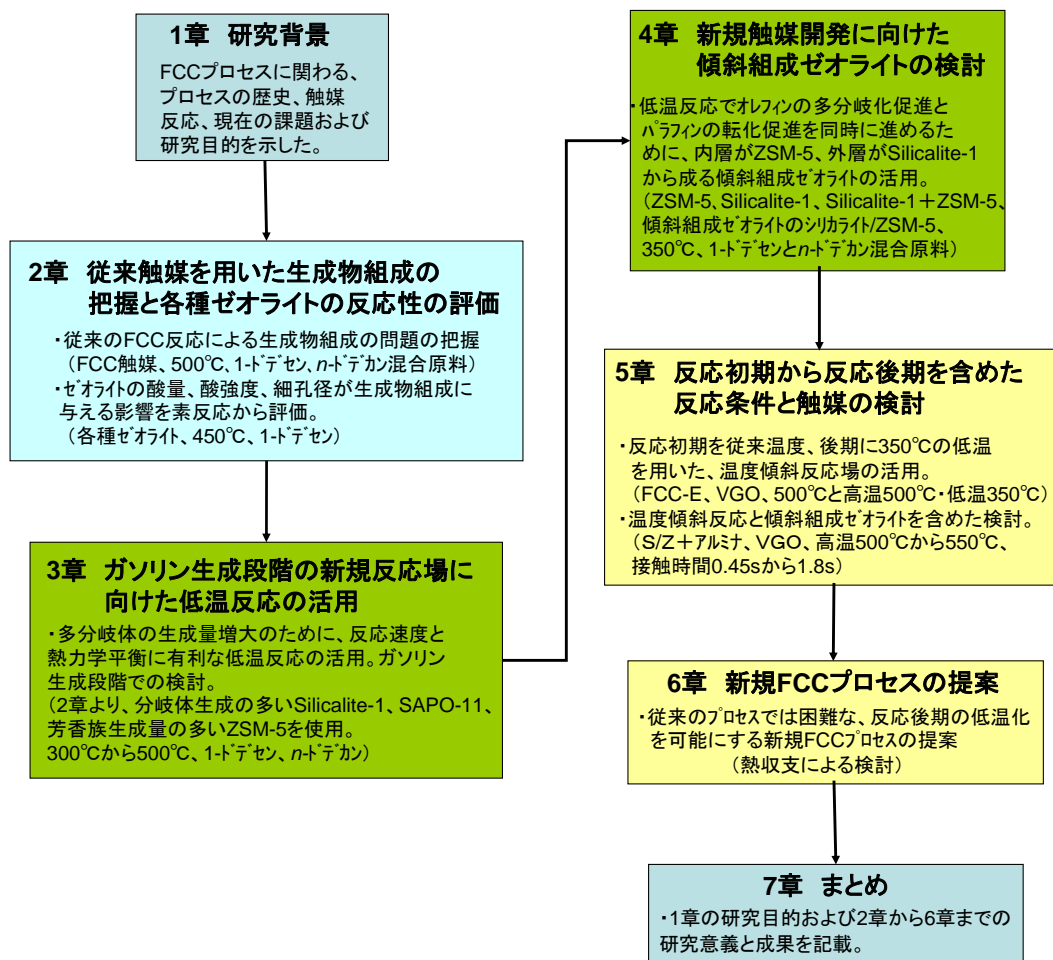 1章 研究背景
FCCプロセスに関わる、
プロセスの歴史、触媒
反応、現在の課題および
研究目的を示した。
2章 従来触媒を用いた生成物組成の
把握と各種ゼオライトの反応性の評価
・従来のFCC反応による生成物組成の問題の把握
(FCC触媒、500℃、1-ﾄﾞﾃﾞｾﾝ、n-ﾄﾞﾃﾞｶﾝ混合原料)
・ｾﾞｵﾗｲﾄの酸量、酸強度、細孔径が生成物組成に
与える影響を素反応から評価。
(各種ｾﾞｵﾗｲﾄ、450℃、1-ﾄﾞﾃﾞｾﾝ)
3章 ガソリン生成段階の新規反応場に
向けた低温反応の活用
・多分岐体の生成量増大のために、反応速度と
熱力学平衡に有利な低温反応の活用。ガソリン
生成段階での検討。
(2章より、分岐体生成の多いSilicalite-1、SAPO-11、
芳香族生成量の多いZSM-5を使用。
300℃から500℃、1-ﾄﾞﾃﾞｾﾝ、n-ﾄﾞﾃﾞｶﾝ)
4章 新規触媒開発に向けた
傾斜組成ゼオライトの検討
・低温反応でオレフィンの多分岐化促進と
ﾊﾟﾗﾌｨﾝの転化促進を同時に進めるた
めに、内層がZSM-5、外層がSilicalite-1
から成る傾斜組成ｾﾞｵﾗｲﾄの活用。
(ZSM-5、Silicalite-1、Silicalite-1＋ZSM-5、
傾斜組成ｾﾞｵﾗｲﾄのｼﾘｶﾗｲﾄ/ZSM-5、
350℃、1-ﾄﾞﾃﾞｾﾝとn-ﾄﾞﾃﾞｶﾝ混合原料)
5章 反応初期から反応後期を含めた
反応条件と触媒の検討
・反応初期を従来温度、後期に350℃の低温
を用いた、温度傾斜反応場の活用。
(FCC-E、VGO、500℃と高温500℃・低温350℃)
・温度傾斜反応と傾斜組成ｾﾞｵﾗｲﾄを含めた検討。
(S/Z＋アルミナ、VGO、高温500℃から550℃、
接触時間0.45sから1.8s)
6章 新規FCCプロセスの提案
・従来のﾌﾟﾛｾｽでは困難な、反応後期の低温化
を可能にする新規FCCﾌﾟﾛｾｽの提案
(熱収支による検討)
7章 まとめ
・1章の研究目的および2章から6章までの
研究意義と成果を記載。